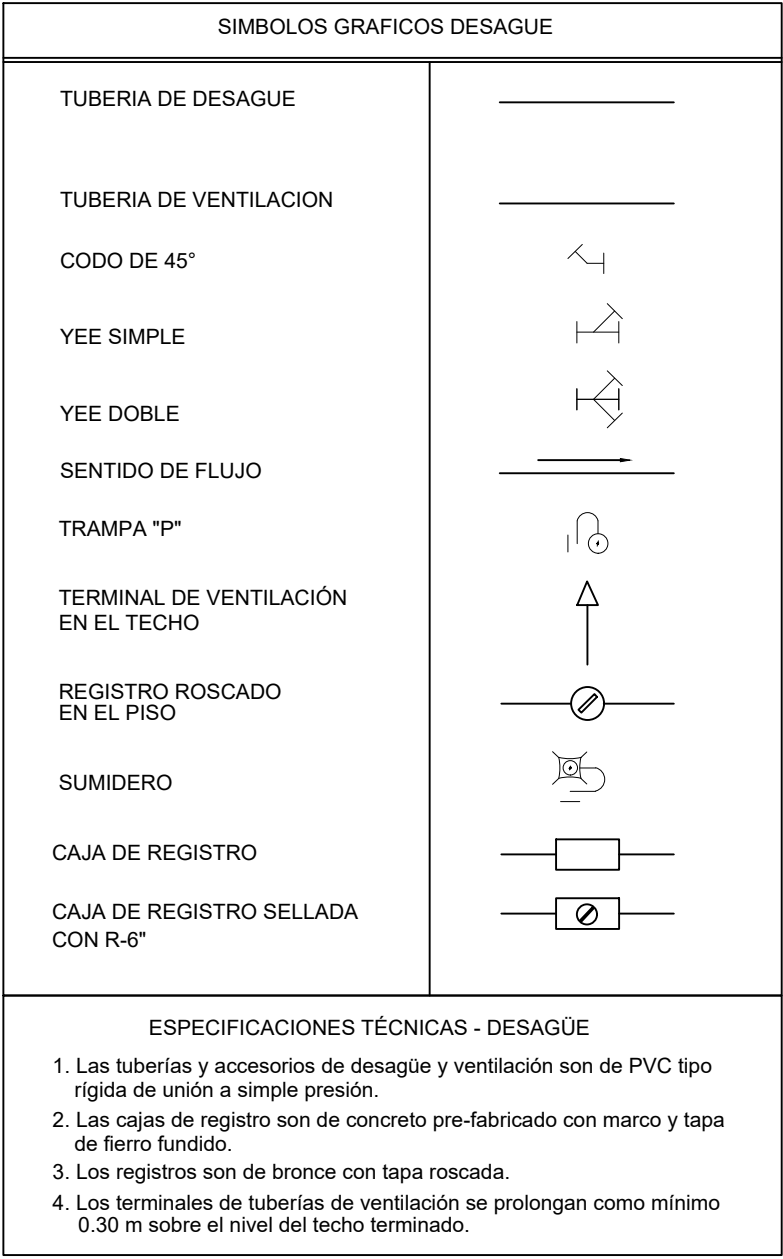 SIMBOLOS GRAFICOS DESAGUE
TUBERIA DE DESAGUE
TUBERIA DE VENTILACION
CODO DE 45°
YEE SIMPLE
YEE DOBLE
SENTIDO DE FLUJO
TRAMPA "P"
TERMINAL DE VENTILACIÓN
EN EL TECHO
REGISTRO ROSCADO
EN EL PISO
SUMIDERO
CAJA DE REGISTRO
CAJA DE REGISTRO SELLADA
CON R-6"
ESPECIFICACIONES TÉCNICAS - DESAGÜE
1. Las tuberías y accesorios de desagüe y ventilación son de PVC tipo
rígida de unión a simple presión.
2. Las cajas de registro son de concreto pre-fabricado con marco y tapa
de fierro fundido.
3. Los registros son de bronce con tapa roscada.
4. Los terminales de tuberías de ventilación se prolongan como mínimo
0.30 m sobre el nivel del techo terminado.